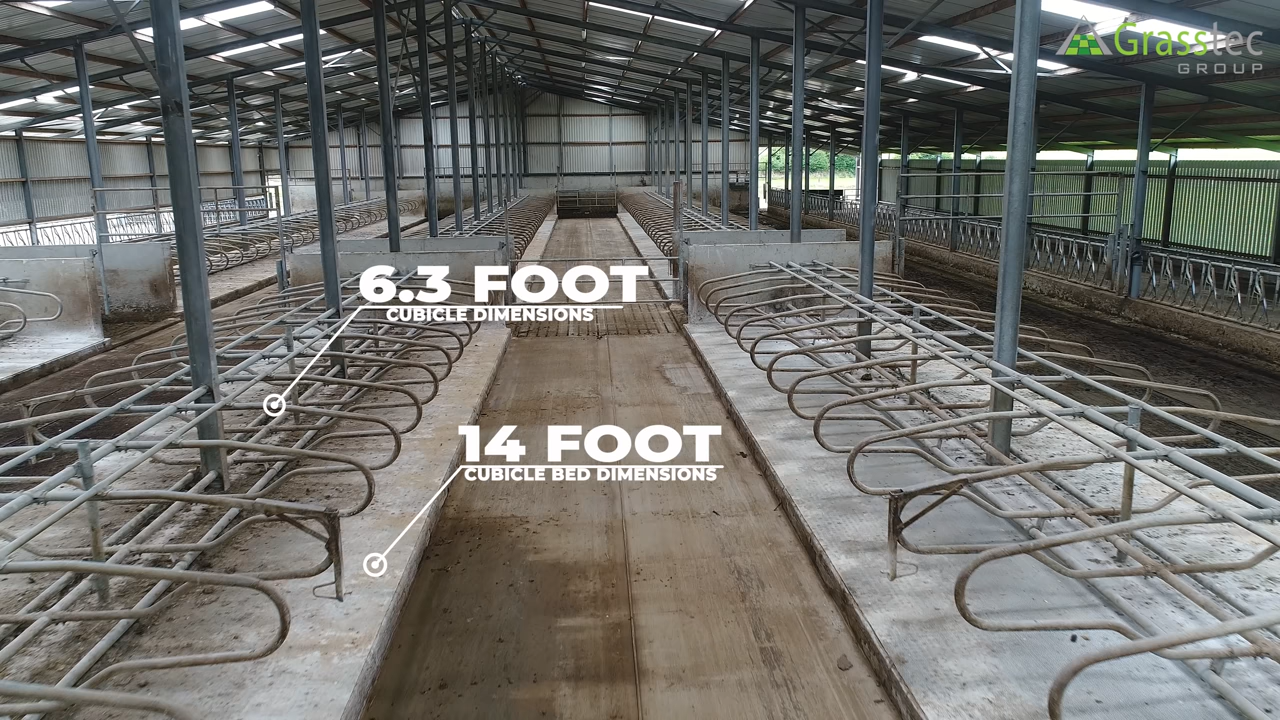 Grasstec
GROUP
6.3 FOOT
CUBICLE DIMENSIONS
14 FOOT
CUBICLE BED DIMENSIONS